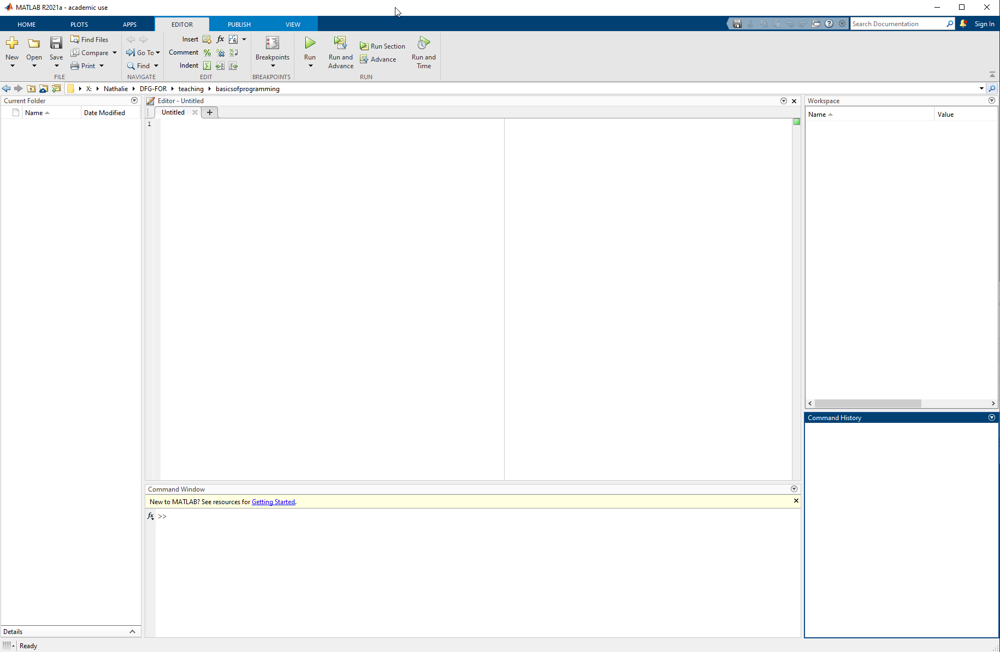 MATLAB R2021a - academic use
HOME PLOTS APPS EDITOR PUBLISH VIEW Search Documentation Sign In
New Open Save Find Files Compare Print
FILE
Go To Find
NAVIGATE
Insert fx
Comment
Indent
EDIT
Breakpoints
BREAKPOINTS
Run Run and Advance Run Section Advance Run and Time
RUN
X: Nathalie DFG-FOR teaching basicsofprogramming
Current Folder
Name Date Modified
Editor - Untitled
Untitled +
1
Workspace
Name Value
Command History
Command Window
New to MATLAB? See resources for Getting Started.
fx >>
Details
Ready